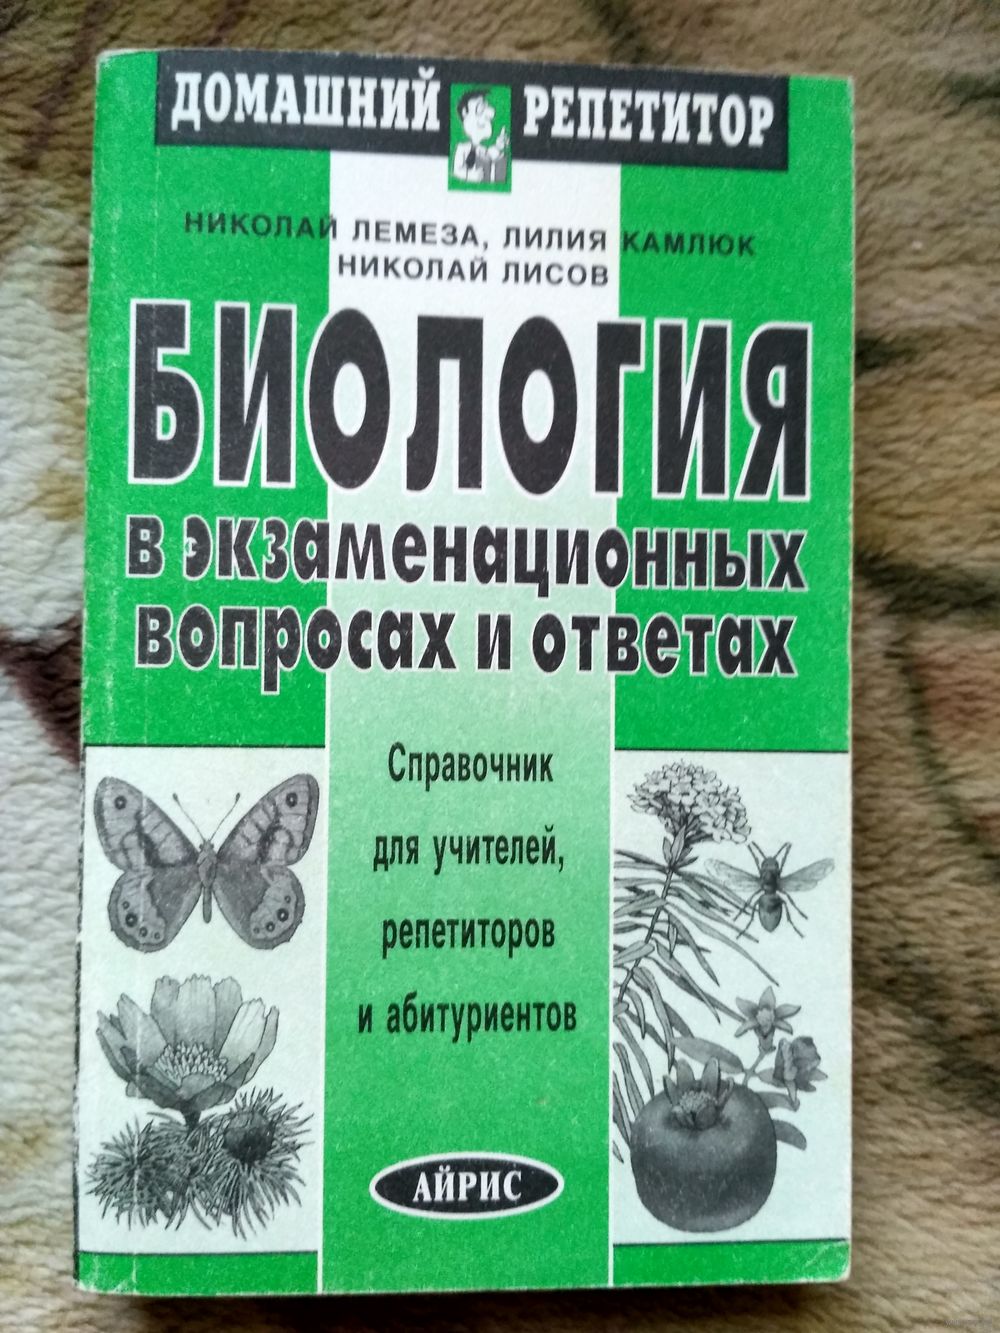 ДОМАШНИЙ РЕПЕТИТОР
НИКОЛАЙ ЛЕМЕЗА, ЛИЛИЯ КАМЛЮК
НИКОЛАЙ ЛИСОВ
БИОЛОГИЯ
в экзаменационных
вопросах и ответах
Справочник
для учителей,
репетиторов
и абитуриентов
АЙРИС